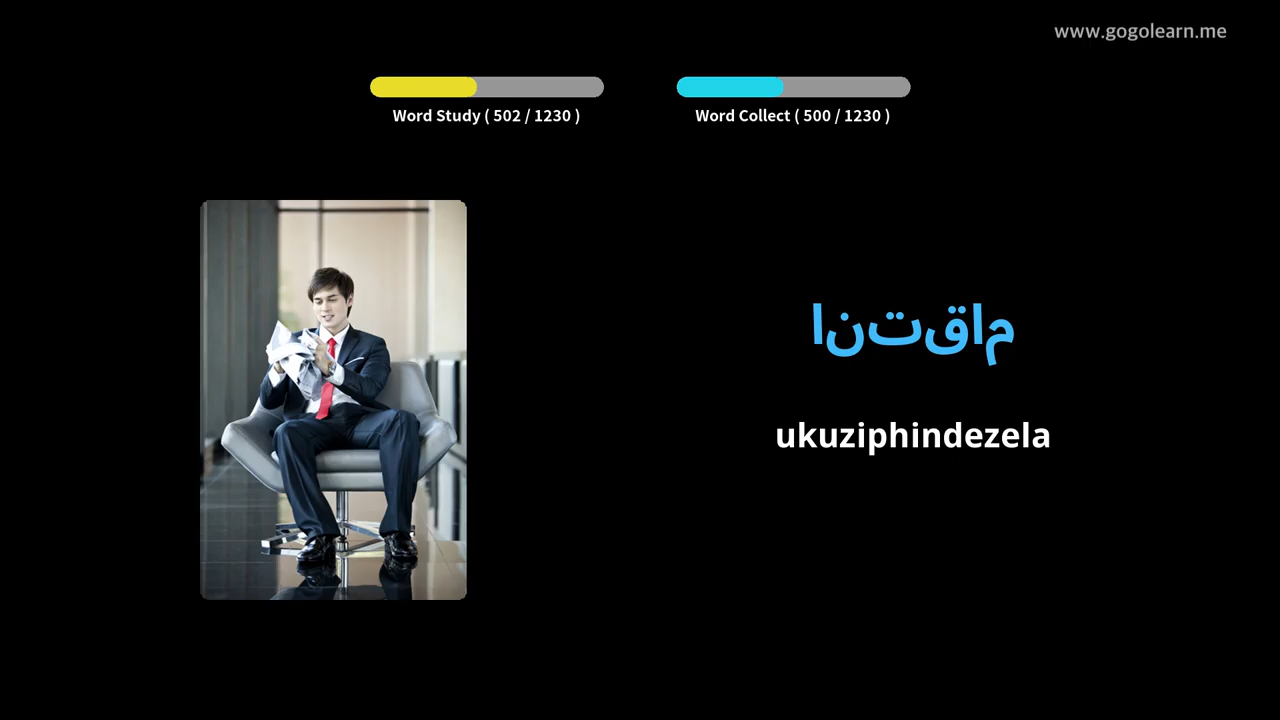 www.gogolearn.me
Word Study ( 502 / 1230 )
Word Collect ( 500 / 1230 )
انتقام
ukuziphindezela